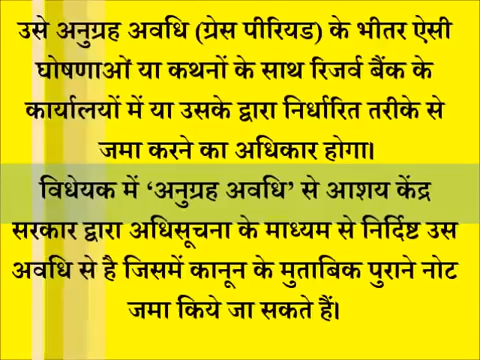 उसे अनुग्रह अवधि (ग्रेस पीरियड) के भीतर ऐसी
घोषणाओं या कथनों के साथ रिजर्व बैंक के
कार्यालयों में या उसके द्वारा निर्धारित तरीके से
जमा करने का अधिकार होगा।
विधेयक में ‘अनुग्रह अवधि’ से आशय केंद्र
सरकार द्वारा अधिसूचना के माध्यम से निर्दिष्ट उस
अवधि से है जिसमें कानून के मुताबिक पुराने नोट
जमा किये जा सकते हैं।